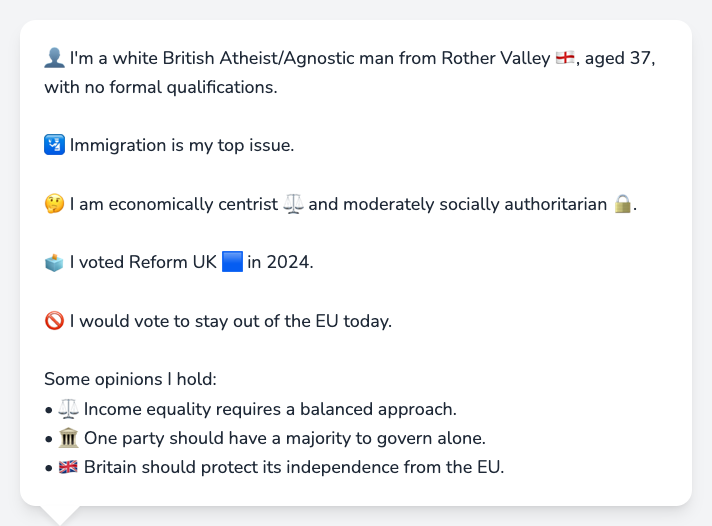 👤 I'm a white British Atheist/Agnostic man from Rother Valley 🏴󠁧󠁢󠁥󠁮󠁧󠁿, aged 37,
with no formal qualifications.
🛂 Immigration is my top issue.
🤔 I am economically centrist ⚖️ and moderately socially authoritarian 🔒.
🗳️ I voted Reform UK 🟦 in 2024.
🚫 I would vote to stay out of the EU today.
Some opinions I hold:
• ⚖️ Income equality requires a balanced approach.
• 🏛️ One party should have a majority to govern alone.
• 🇬🇧 Britain should protect its independence from the EU.